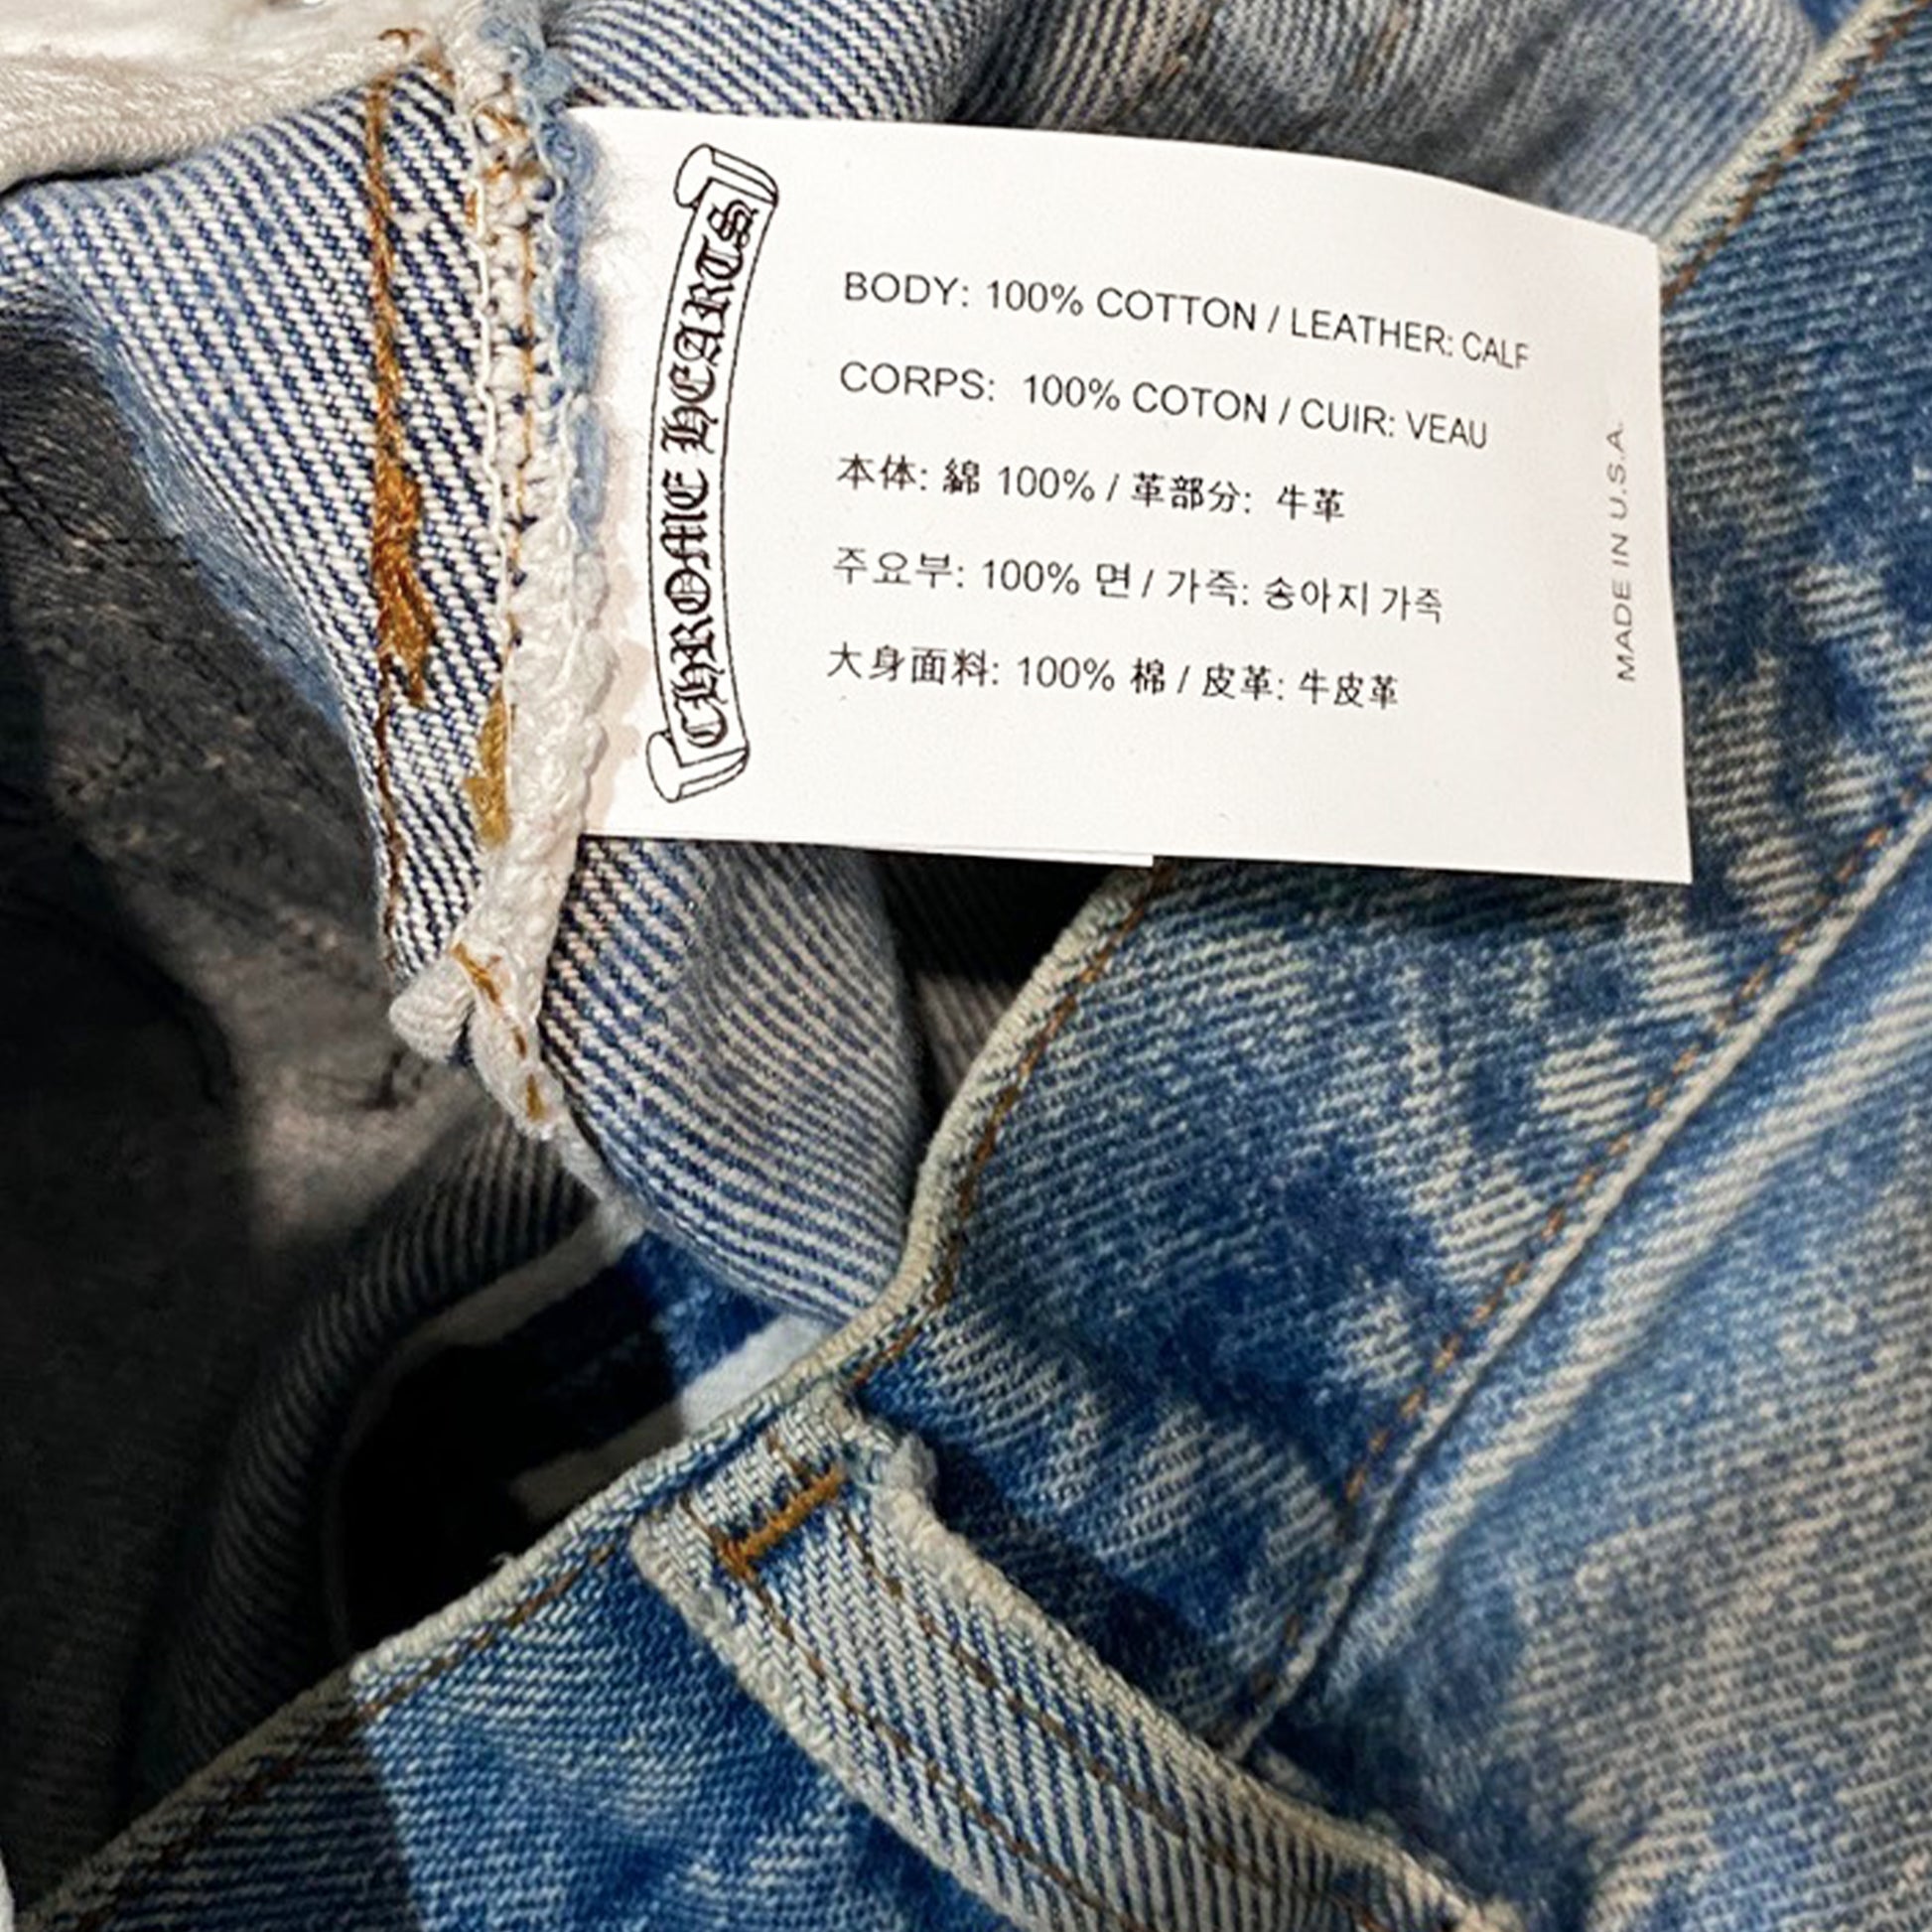 CHROME HEARTS
BODY: 100% COTTON / LEATHER: CALF
CORPS: 100% COTON / CUIR: VEAU
本体: 綿 100% / 革部分: 牛革
주요부: 100% 면 / 가죽: 송아지 가죽
大身面料: 100% 棉 / 皮革: 牛皮革
MADE IN U.S.A.